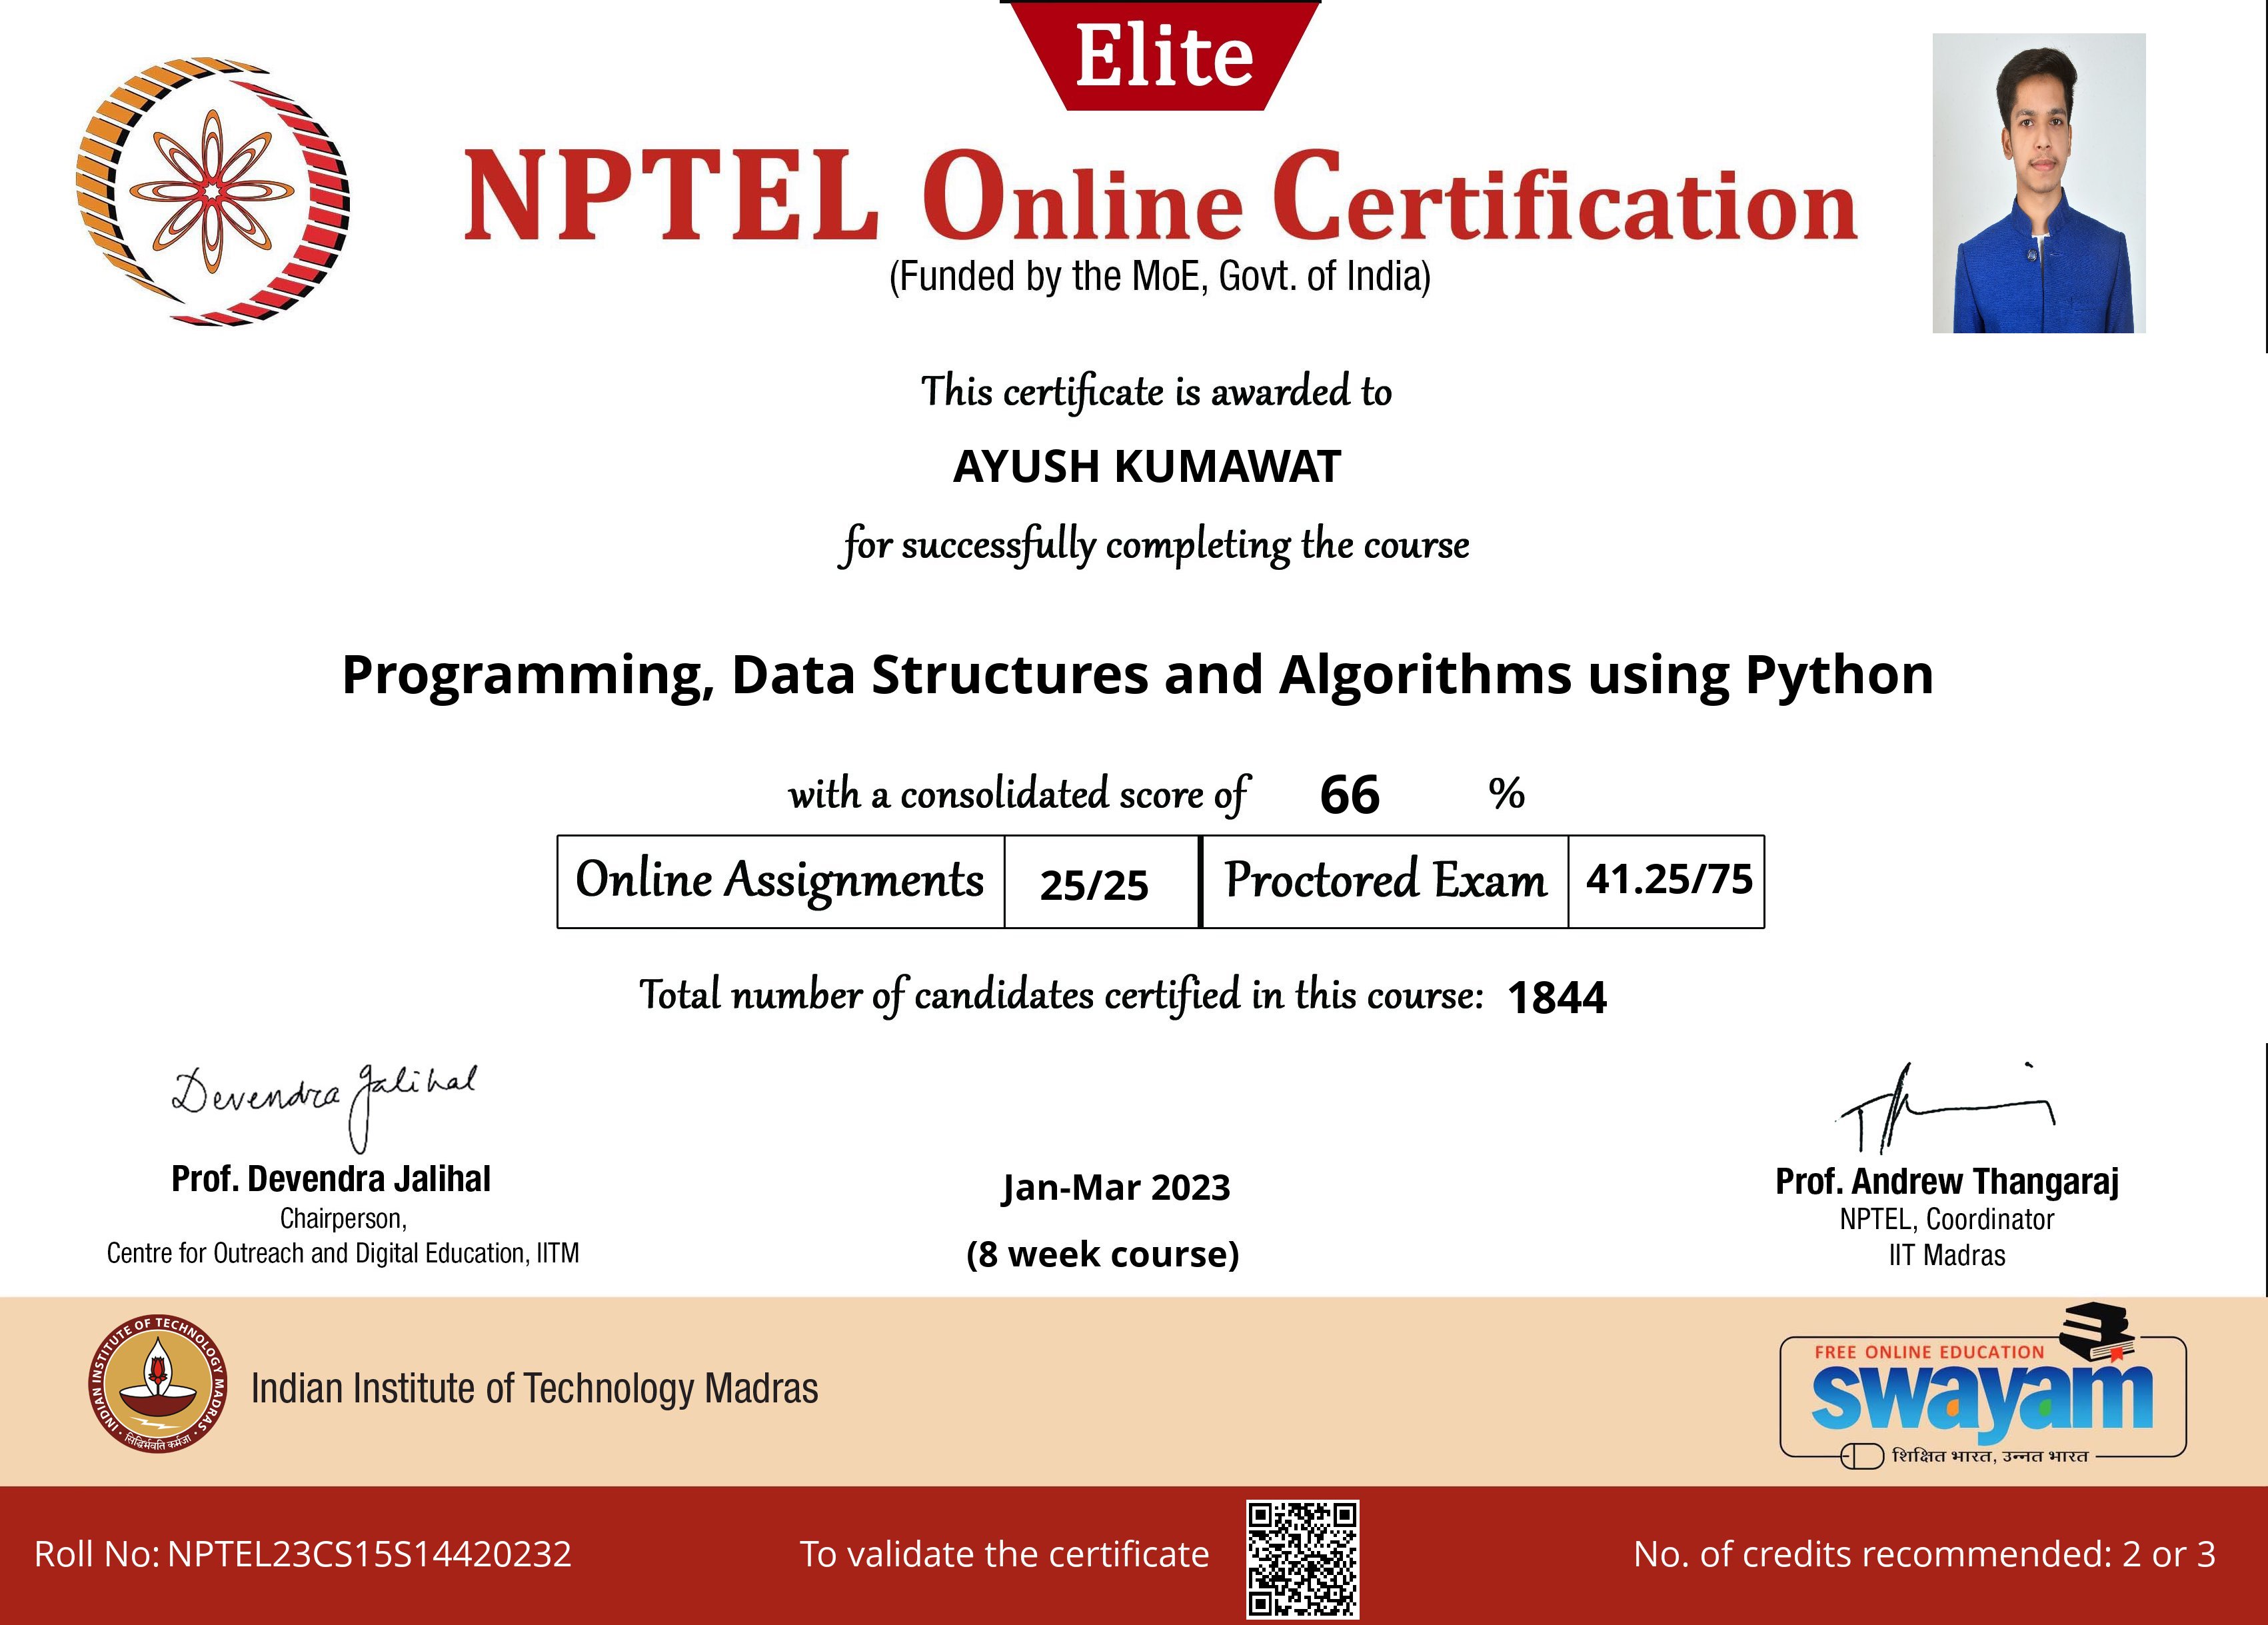 Elite
NPTEL Online Certification
(Funded by the MoE, Govt. of India)
This certificate is awarded to
AYUSH KUMAWAT
for successfully completing the course
Programming, Data Structures and Algorithms using Python
with a consolidated score of 66 %
Online Assignments 25/25 Proctored Exam 41.25/75
Total number of candidates certified in this course: 1844
Devendra Jalihal
Prof. Devendra Jalihal
Chairperson,
Centre for Outreach and Digital Education, IITM
Jan-Mar 2023
(8 week course)
Prof. Andrew Thangaraj
NPTEL, Coordinator
IIT Madras
INDIAN INSTITUTE OF TECHNOLOGY MADRAS
सिद्धिर्भवति कर्मजा
Indian Institute of Technology Madras
FREE ONLINE EDUCATION
swayam
शिक्षित भारत, उन्नत भारत
Roll No: NPTEL23CS15S14420232
To validate the certificate
No. of credits recommended: 2 or 3